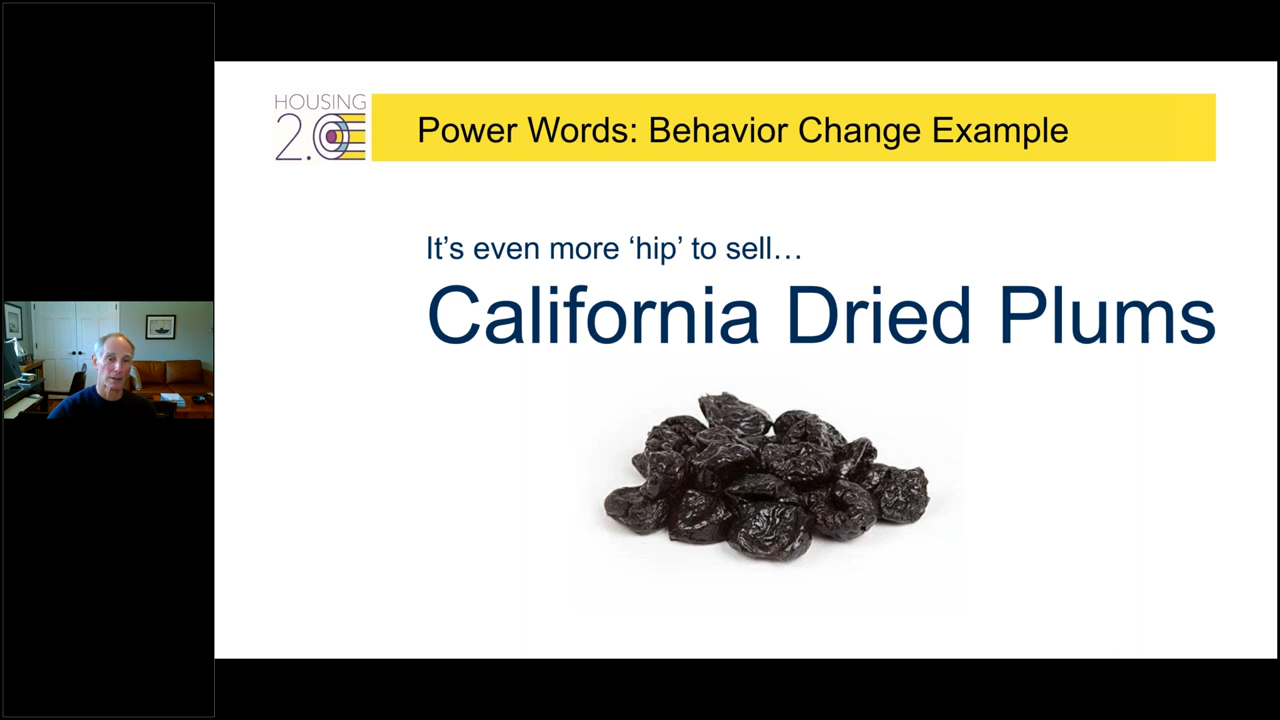 HOUSING
2.0
Power Words: Behavior Change Example
It’s even more ‘hip’ to sell…
California Dried Plums